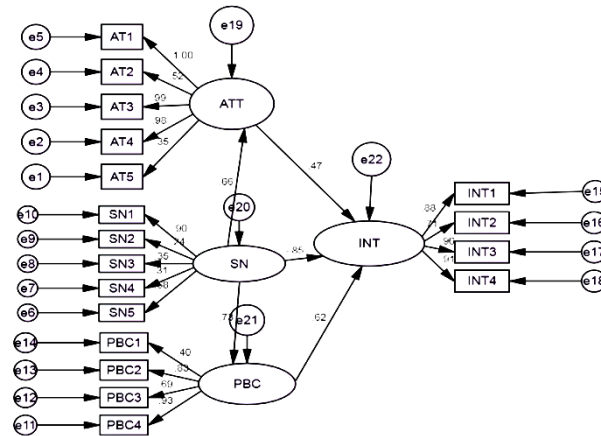 e19
e5 AT1 1.00
e4 AT2 .52
e3 AT3 .99
e2 AT4 .98
e1 AT5 .35
ATT
.47
e22
.66
e20
e10 SN1 .90
e9 SN2
e8 SN3 .35
e7 SN4 .31
e6 SN5
SN
.85
INT
.88 INT1 e15
INT2 e16
.90 INT3 e17
.91 INT4 e18
e21
.62
e14 PBC1 .40
e13 PBC2 .83
e12 PBC3 .69
e11 PBC4 .93
PBC